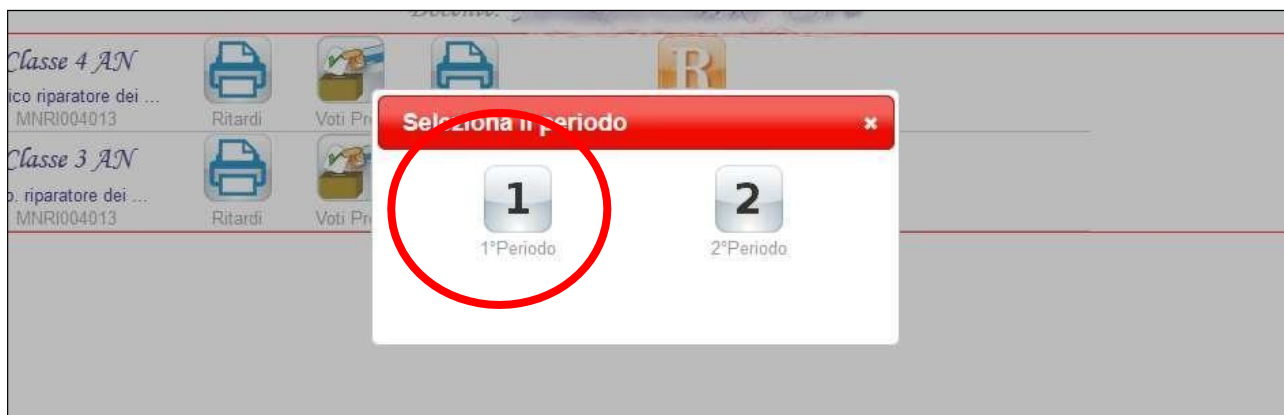 Docente:
Classe 4 AN
ico riparatore dei ...
MNRI004013
Ritardi
Voti Pr
R
Classe 3 AN
o. riparatore dei ...
MNRI004013
Ritardi
Voti Pr
Seleziona il periodo
×
1
1°Periodo
2
2°Periodo